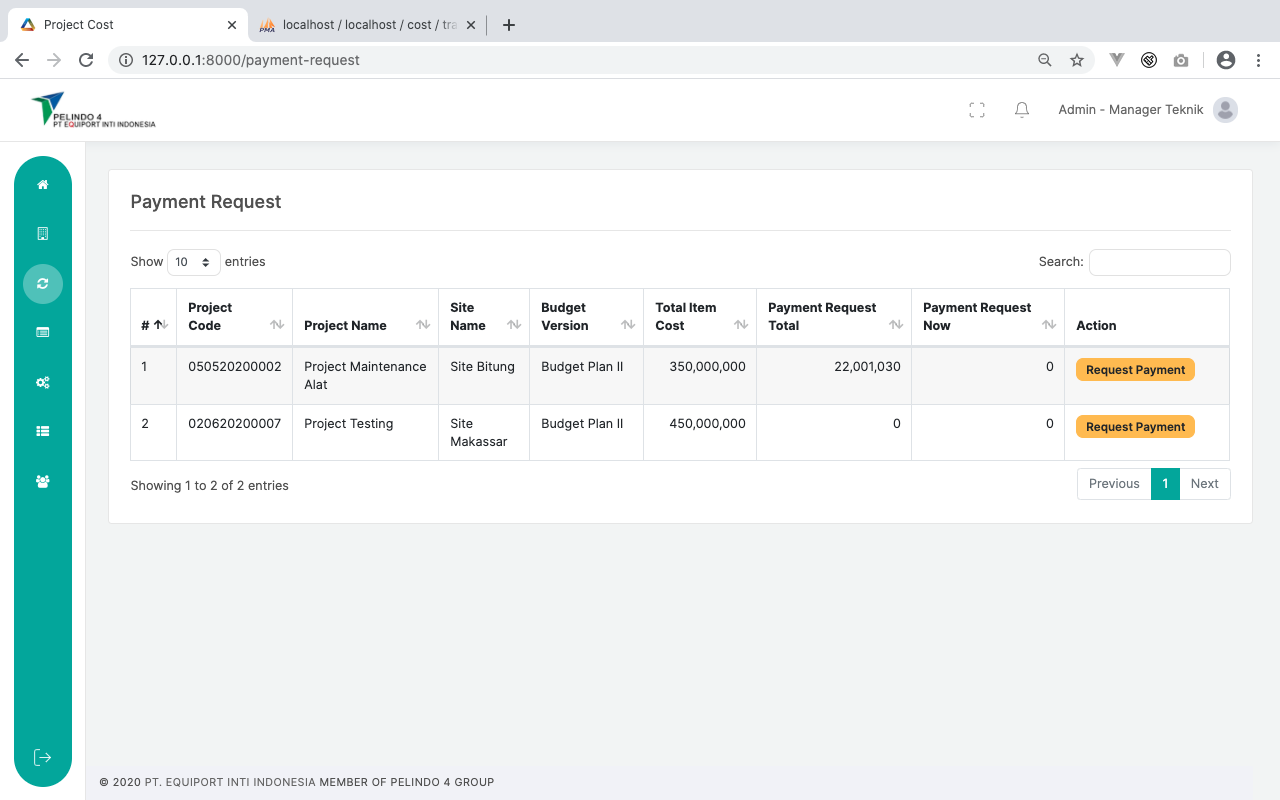 Project Cost
localhost / localhost / cost / tra
127.0.0.1:8000/payment-request
PELINDO 4
PT EQUIPORT INTI INDONESIA
Admin - Manager Teknik
Payment Request
Show 10 entries
Search:
# Project Code Project Name Site Name Budget Version Total Item Cost Payment Request Total Payment Request Now Action
1 050520200002 Project Maintenance Alat Site Bitung Budget Plan II 350,000,000 22,001,030 0 Request Payment
2 020620200007 Project Testing Site Makassar Budget Plan II 450,000,000 0 0 Request Payment
Showing 1 to 2 of 2 entries
Previous 1 Next
© 2020 PT. EQUIPORT INTI INDONESIA MEMBER OF PELINDO 4 GROUP